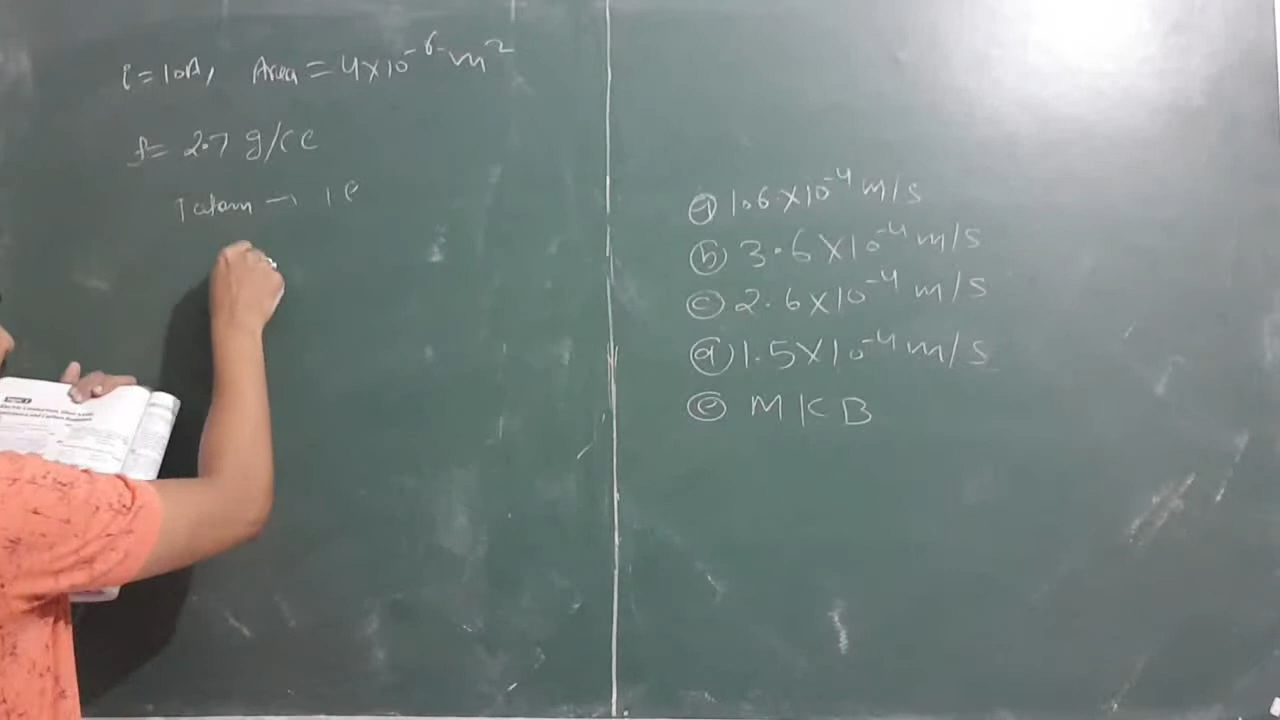 i=10A, Area = 4×10⁻⁶ m²
f= 2.7 g/cc
1 atom → 1 e
ⓐ 1.6×10⁻⁴ m/s
ⓑ 3.6×10⁻⁴ m/s
ⓒ 2.6×10⁻⁴ m/s
ⓓ 1.5×10⁻⁴ m/s
ⓔ MKB